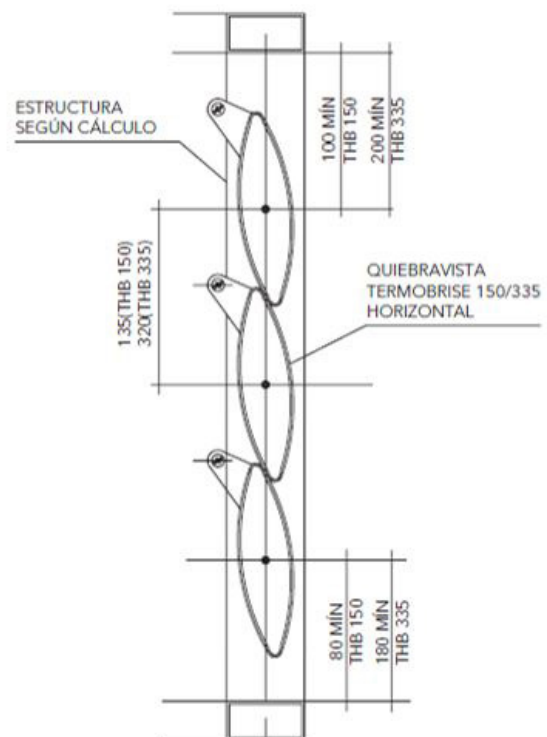 ESTRUCTURA
SEGÚN CÁLCULO
100 MÍN
THB 150
200 MÍN
THB 335
135(THB 150)
320(THB 335)
QUIEBRAVISTA
TERMOBRISE 150/335
HORIZONTAL
80 MÍN
THB 150
180 MÍN
THB 335